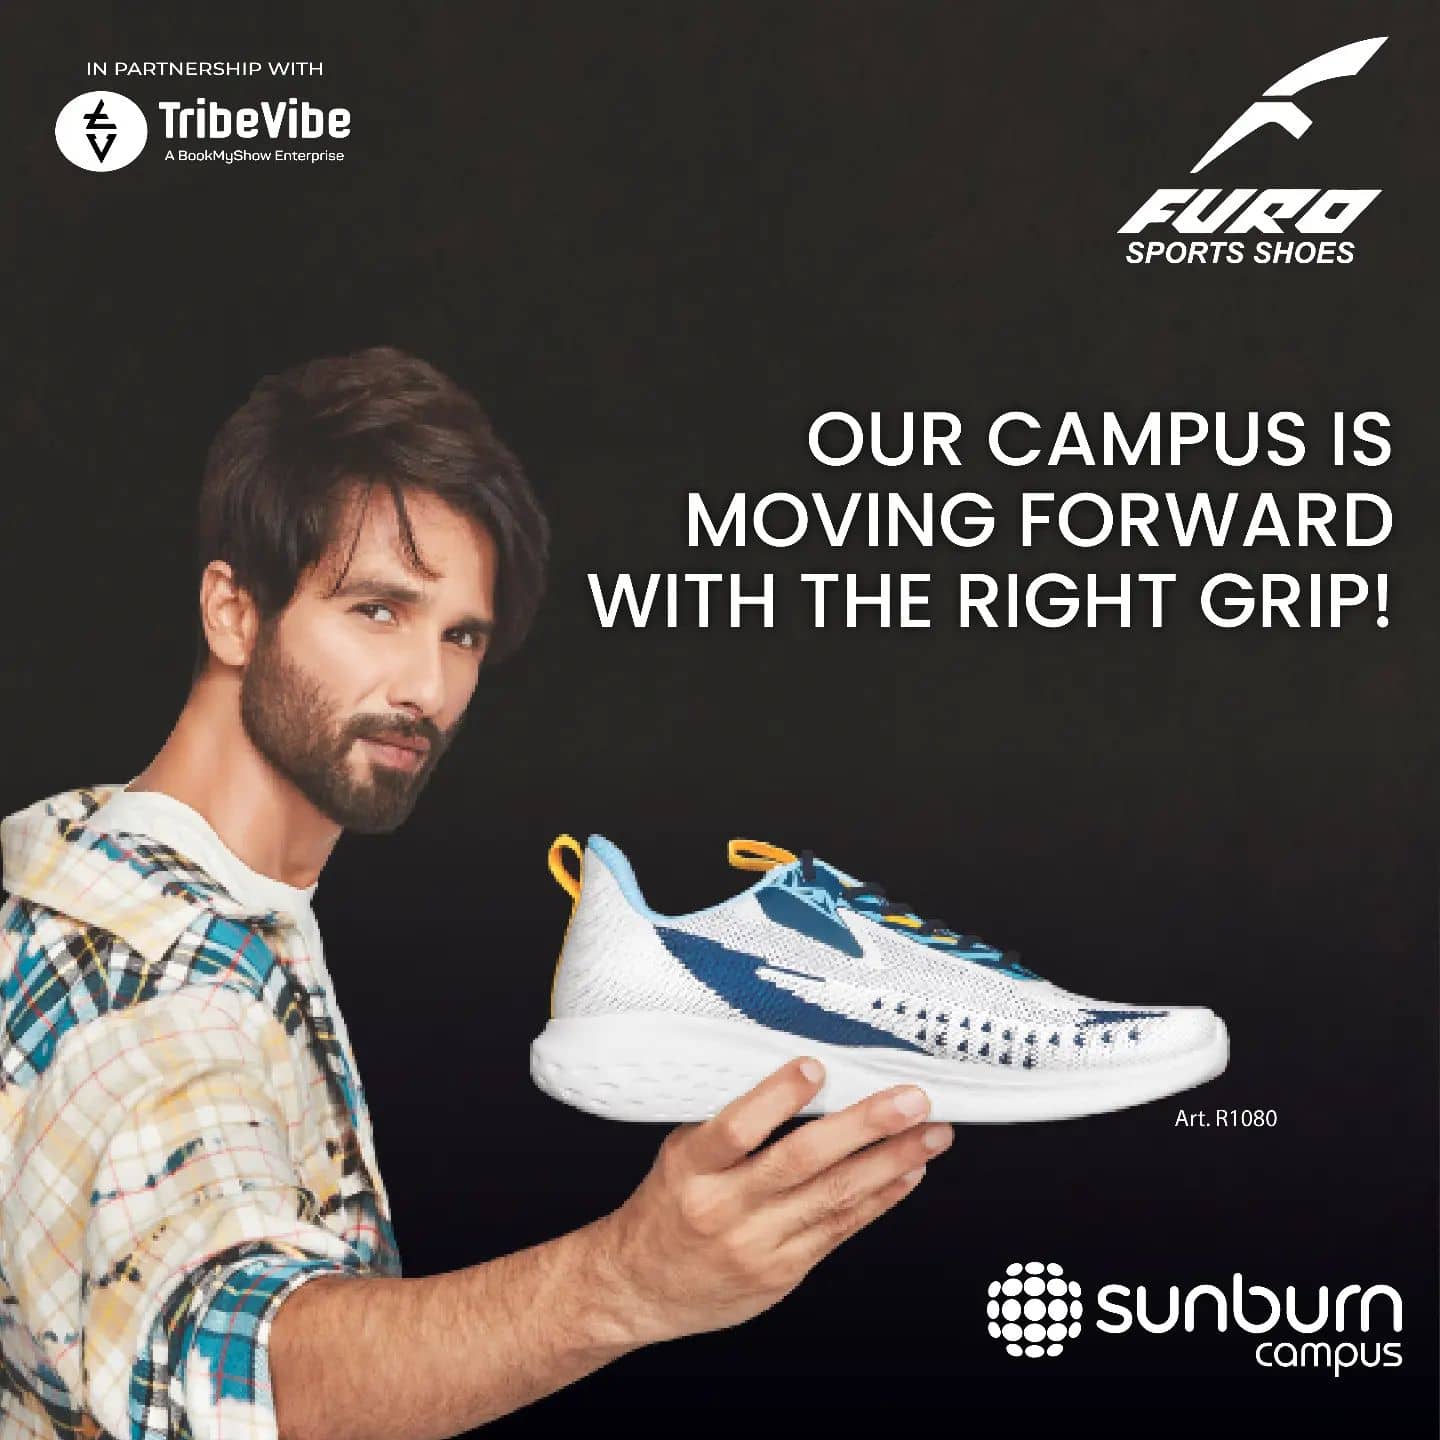 IN PARTNERSHIP WITH
TribeVibe
A BookMyShow Enterprise
FURO
SPORTS SHOES
OUR CAMPUS IS
MOVING FORWARD
WITH THE RIGHT GRIP!
Art. R1080
sunburn
campus